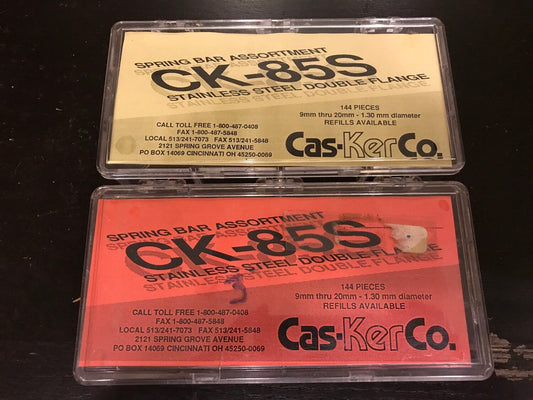 SPRING BAR ASSORTMENT
CK-85S
STAINLESS STEEL DOUBLE FLANGE
144 PIECES
9mm thru 20mm - 1.30 mm diameter
REFILLS AVAILABLE
CALL TOLL FREE 1-800-487-0408
FAX 1-800-487-5848
LOCAL 513/241-7073 FAX 513/241-5848
2121 SPRING GROVE AVENUE
PO BOX 14069 CINCINNATI OH 45250-0069
Cas-KerCo.
SPRING BAR ASSORTMENT
CK-85S
STAINLESS STEEL DOUBLE FLANGE
3
144 PIECES
9mm thru 20mm - 1.30 mm diameter
REFILLS AVAILABLE
CALL TOLL FREE 1-800-487-0408
FAX 1-800-487-5848
LOCAL 513/241-7073 FAX 513/241-5848
2121 SPRING GROVE AVENUE
PO BOX 14069 CINCINNATI OH 45250-0069
Cas-KerCo.